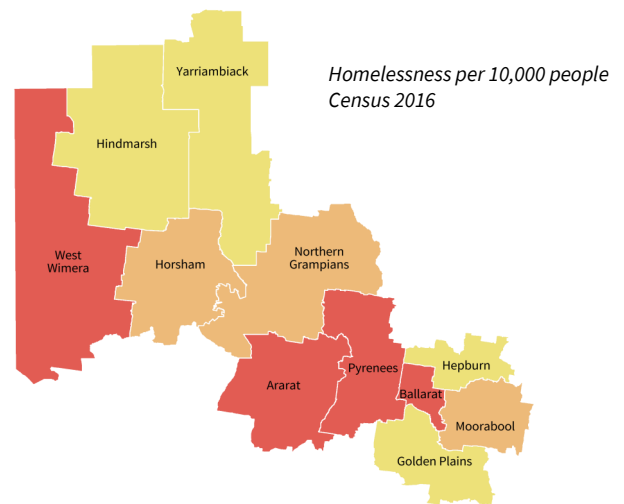 Homelessness per 10,000 people
Census 2016
Yarriambiack
Hindmarsh
West
Wimera
Horsham
Northern
Grampians
Ararat
Pyrenees
Hepburn
Ballarat
Moorabool
Golden Plains